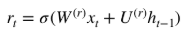 r_t = σ(W^{(r)} x_t + U^{(r)} h_{t−1})